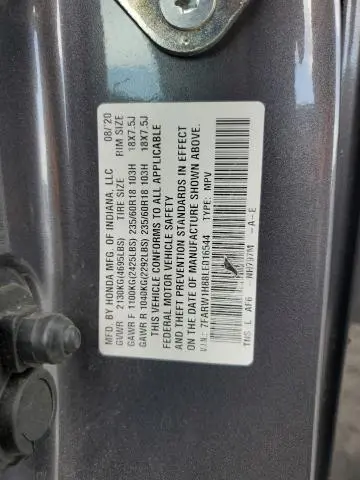 MFD. BY HONDA MFG OF INDIANA, LLC 08/20
GVWR 2130KG(4695LBS) TIRE SIZE RIM SIZE
GAWR F 1100KG(2425LBS) 235/60R18 103H 18X7.5J
GAWR R 1040KG(2292LBS) 235/60R18 103H 18X7.5J
THIS VEHICLE CONFORMS TO ALL APPLICABLE
FEDERAL MOTOR VEHICLE SAFETY
AND THEFT PREVENTION STANDARDS IN EFFECT
ON THE DATE OF MANUFACTURE SHOWN ABOVE.
V.I.N.: 7FARW1H88LE016544 TYPE: MPV
TMS L AF6 - NH797M -A-E